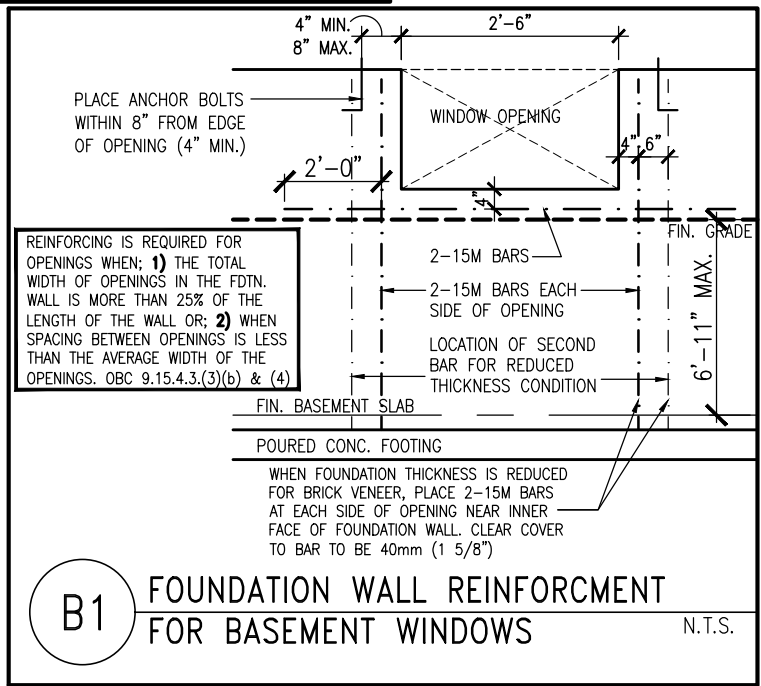 4" MIN.
8" MAX.
2'-6"
PLACE ANCHOR BOLTS
WITHIN 8" FROM EDGE
OF OPENING (4" MIN.)
WINDOW OPENING
4" 6"
2'-0"
4"
FIN. GRADE
REINFORCING IS REQUIRED FOR
OPENINGS WHEN; 1) THE TOTAL
WIDTH OF OPENINGS IN THE FDTN.
WALL IS MORE THAN 25% OF THE
LENGTH OF THE WALL OR; 2) WHEN
SPACING BETWEEN OPENINGS IS LESS
THAN THE AVERAGE WIDTH OF THE
OPENINGS. OBC 9.15.4.3.(3)(b) & (4)
2-15M BARS
2-15M BARS EACH
SIDE OF OPENING
LOCATION OF SECOND
BAR FOR REDUCED
THICKNESS CONDITION
6'-11" MAX.
FIN. BASEMENT SLAB
POURED CONC. FOOTING
WHEN FOUNDATION THICKNESS IS REDUCED
FOR BRICK VENEER, PLACE 2-15M BARS
AT EACH SIDE OF OPENING NEAR INNER
FACE OF FOUNDATION WALL. CLEAR COVER
TO BAR TO BE 40mm (1 5/8")
B1
FOUNDATION WALL REINFORCMENT
FOR BASEMENT WINDOWS
N.T.S.